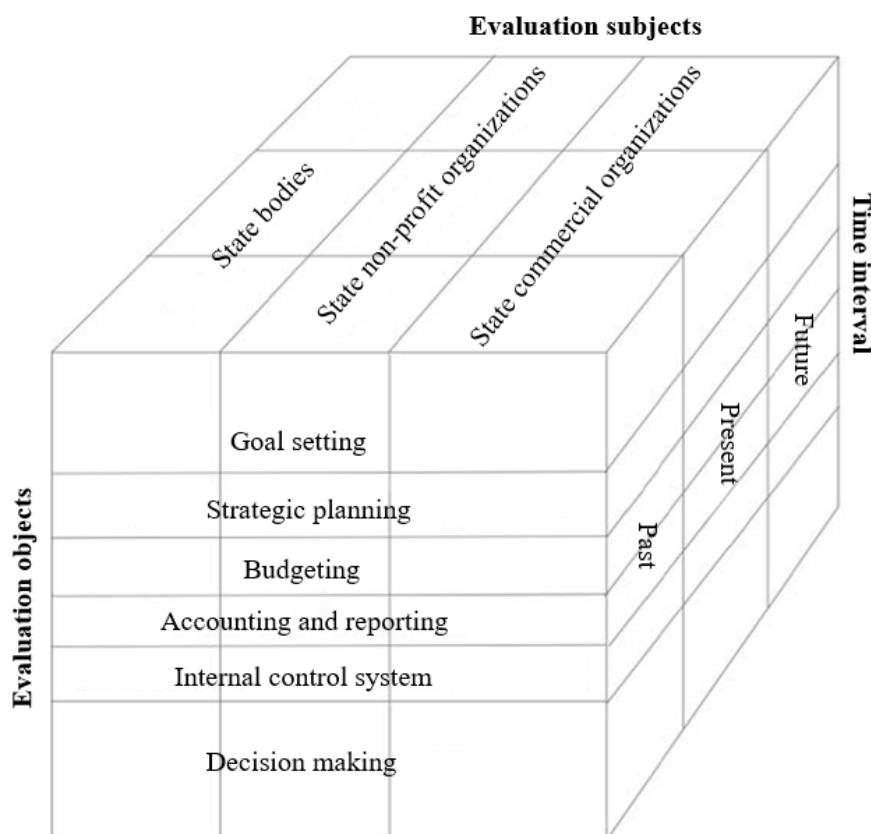 Evaluation subjects
State bodies
State non-profit organizations
State commercial organizations
Time interval
Future
Present
Past
Evaluation objects
Goal setting
Strategic planning
Budgeting
Accounting and reporting
Internal control system
Decision making